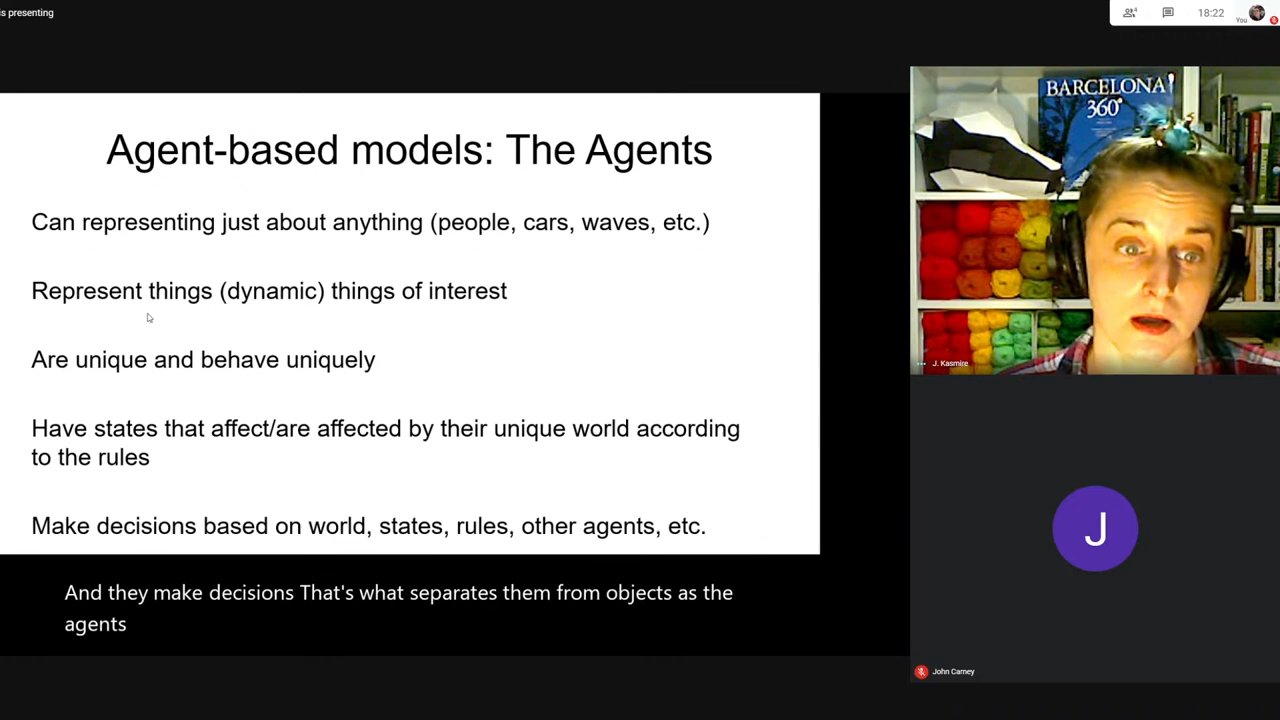 is presenting
4
18:22
You
Agent-based models: The Agents
Can representing just about anything (people, cars, waves, etc.)
Represent things (dynamic) things of interest
Are unique and behave uniquely
Have states that affect/are affected by their unique world according
to the rules
Make decisions based on world, states, rules, other agents, etc.
And they make decisions That's what separates them from objects as the
agents
BARCELONA
360°
J. Kasmire
J
John Carney